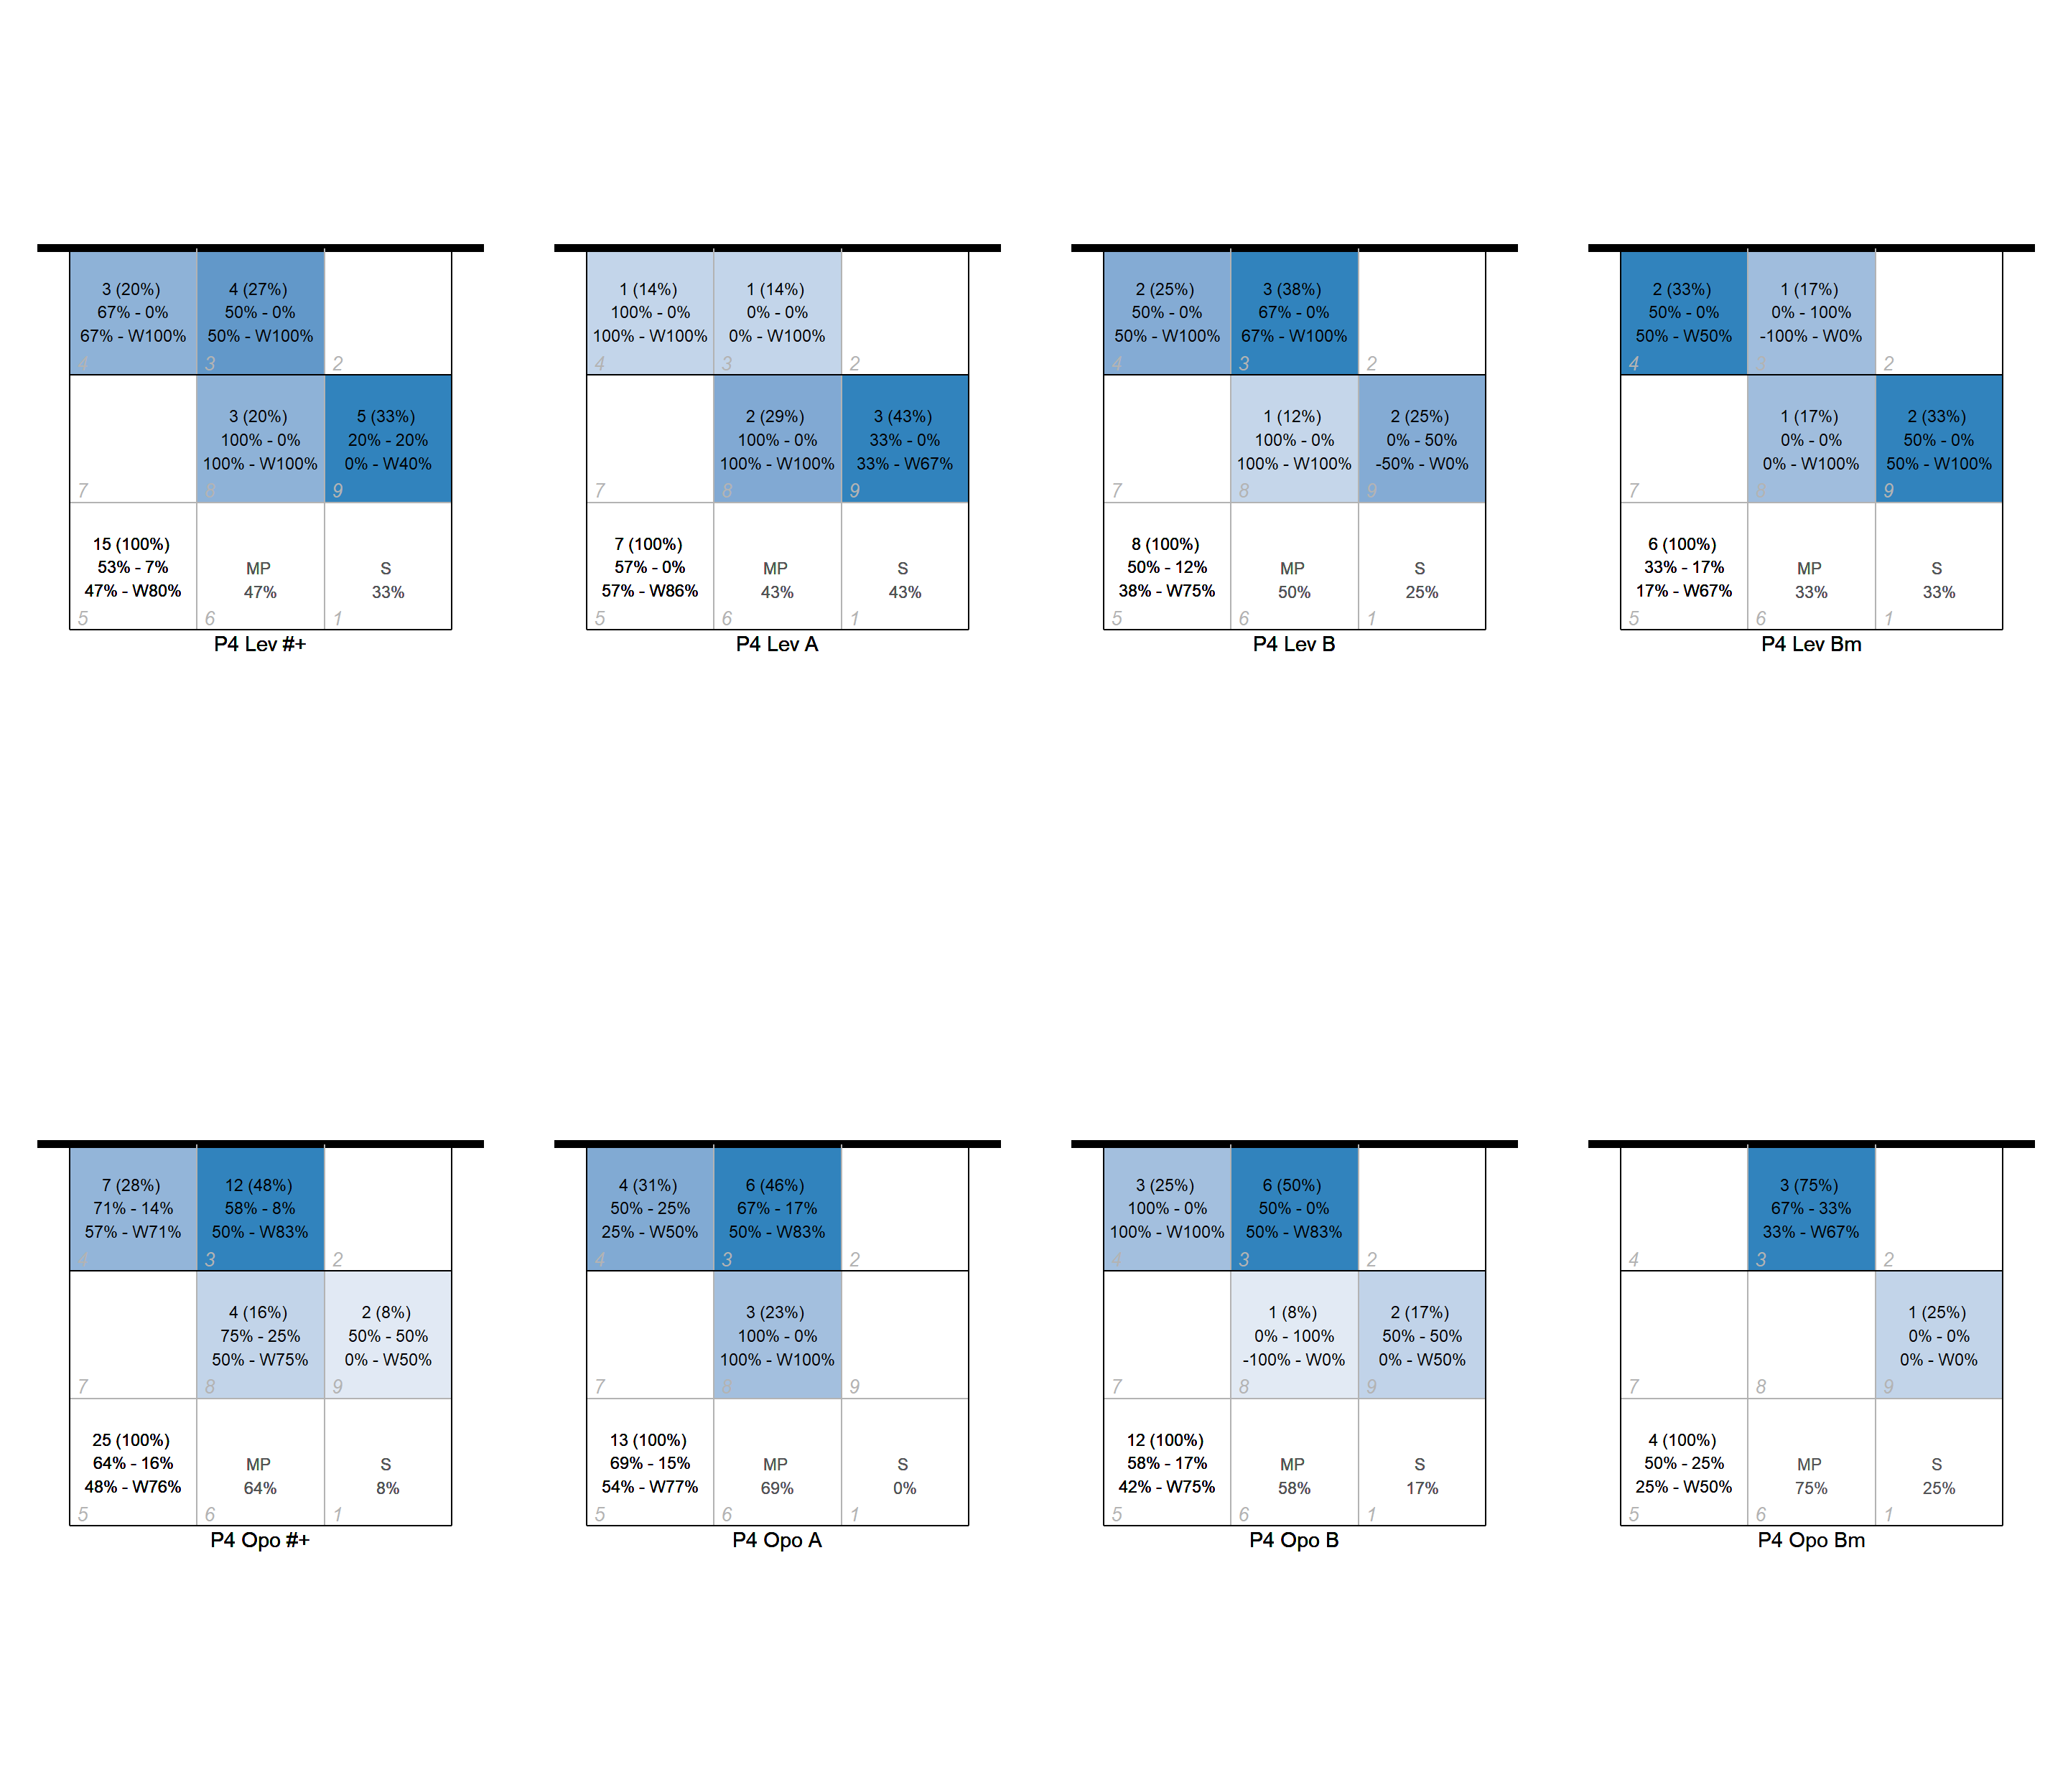 3 (20%)
67% - 0%
67% - W100%
4
4 (27%)
50% - 0%
50% - W100%
3
2
7
3 (20%)
100% - 0%
100% - W100%
8
5 (33%)
20% - 20%
0% - W40%
9
15 (100%)
53% - 7%
47% - W80%
5
MP
47%
6
S
33%
1
P4 Lev #+
1 (14%)
100% - 0%
100% - W100%
4
1 (14%)
0% - 0%
0% - W100%
3
2
7
2 (29%)
100% - 0%
100% - W100%
8
3 (43%)
33% - 0%
33% - W67%
9
7 (100%)
57% - 0%
57% - W86%
5
MP
43%
6
S
43%
1
P4 Lev A
2 (25%)
50% - 0%
50% - W100%
4
3 (38%)
67% - 0%
67% - W100%
3
2
7
1 (12%)
100% - 0%
100% - W100%
8
2 (25%)
0% - 50%
-50% - W0%
9
8 (100%)
50% - 12%
38% - W75%
5
MP
50%
6
S
25%
1
P4 Lev B
2 (33%)
50% - 0%
50% - W50%
4
1 (17%)
0% - 100%
-100% - W0%
3
2
7
1 (17%)
0% - 0%
0% - W100%
8
2 (33%)
50% - 0%
50% - W100%
9
6 (100%)
33% - 17%
17% - W67%
5
MP
33%
6
S
33%
1
P4 Lev Bm
7 (28%)
71% - 14%
57% - W71%
4
12 (48%)
58% - 8%
50% - W83%
3
2
7
4 (16%)
75% - 25%
50% - W75%
8
2 (8%)
50% - 50%
0% - W50%
9
25 (100%)
64% - 16%
48% - W76%
5
MP
64%
6
S
8%
1
P4 Opo #+
4 (31%)
50% - 25%
25% - W50%
4
6 (46%)
67% - 17%
50% - W83%
3
2
7
3 (23%)
100% - 0%
100% - W100%
8
9
13 (100%)
69% - 15%
54% - W77%
5
MP
69%
6
S
0%
1
P4 Opo A
3 (25%)
100% - 0%
100% - W100%
4
6 (50%)
50% - 0%
50% - W83%
3
2
7
1 (8%)
0% - 100%
-100% - W0%
8
2 (17%)
50% - 50%
0% - W50%
9
12 (100%)
58% - 17%
42% - W75%
5
MP
58%
6
S
17%
1
P4 Opo B
4
3 (75%)
67% - 33%
33% - W67%
3
2
7
8
1 (25%)
0% - 0%
0% - W0%
9
4 (100%)
50% - 25%
25% - W50%
5
MP
75%
6
S
25%
1
P4 Opo Bm